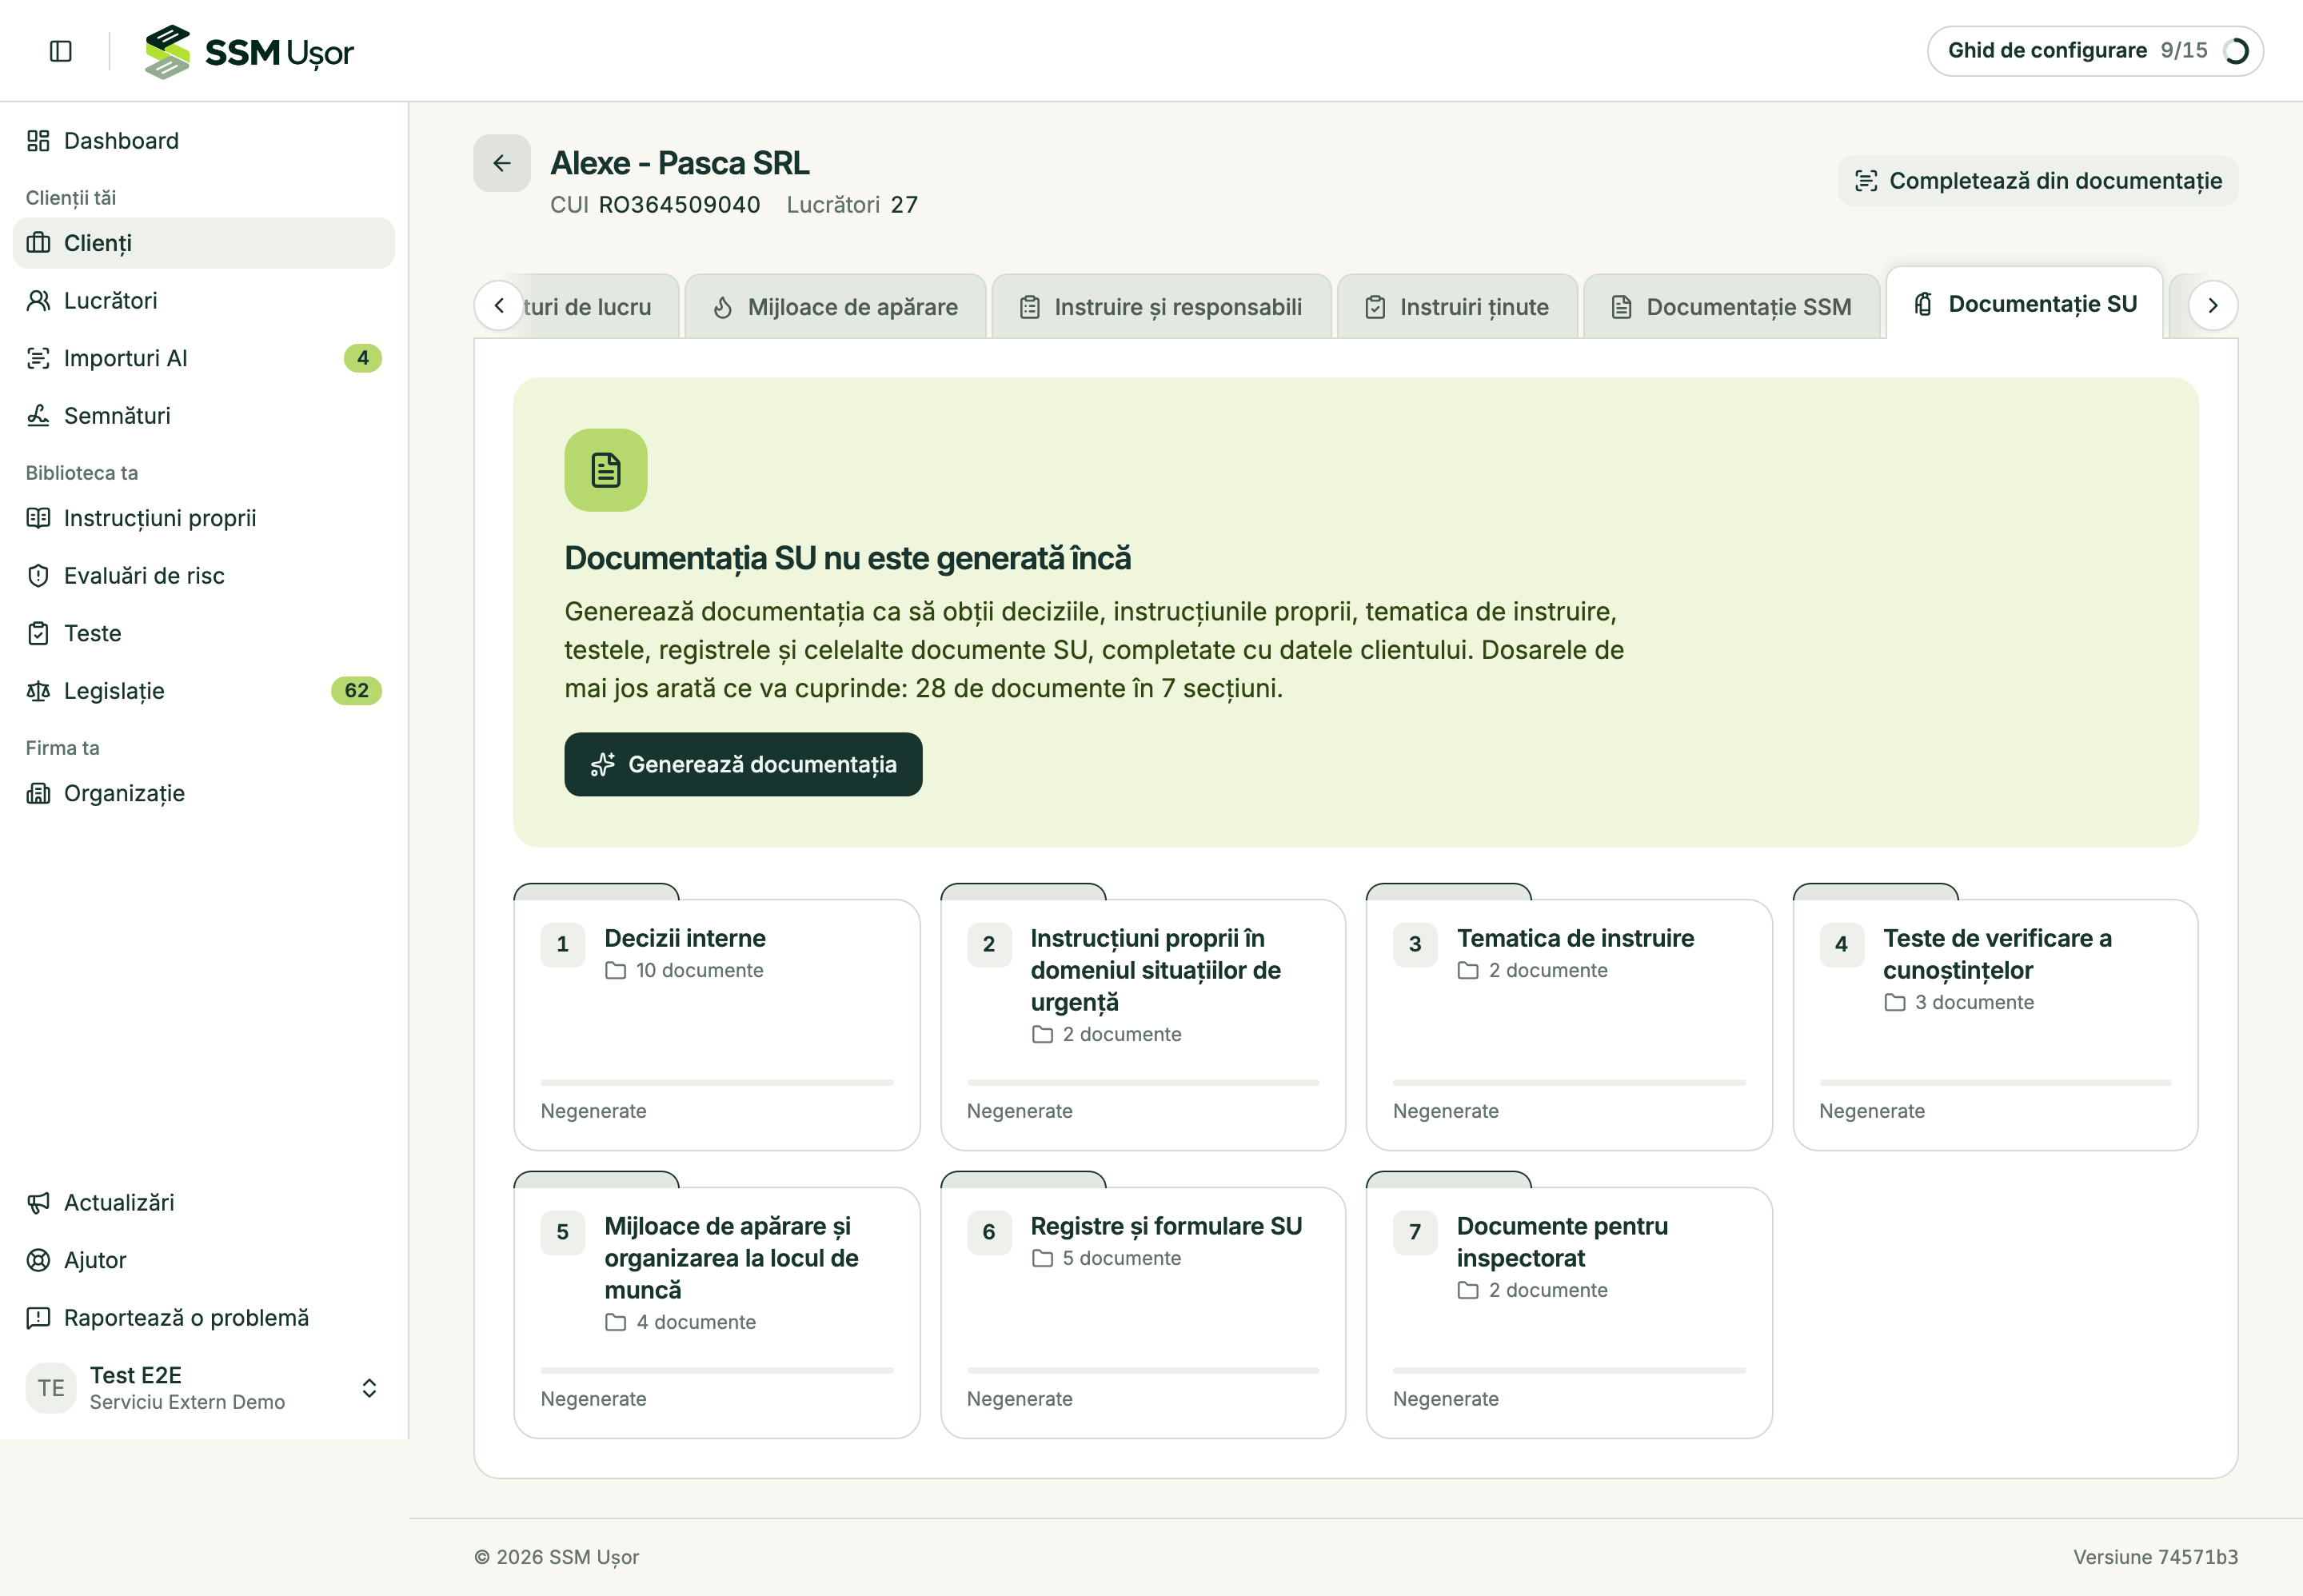 SSM Ușor
Ghid de configurare 9/15
Dashboard
Clienții tăi
Clienți
Lucrători
Importuri AI 4
Semnături
Biblioteca ta
Instrucțiuni proprii
Evaluări de risc
Teste
Legislație 62
Firma ta
Organizație
Actualizări
Ajutor
Raportează o problemă
TE
Test E2E
Serviciu Extern Demo
Alexe - Pasca SRL
CUI RO364509040 Lucrători 27
Completează din documentație
turi de lucru
Mijloace de apărare
Instruire și responsabili
Instruiri ținute
Documentație SSM
Documentație SU
Documentația SU nu este generată încă
Generează documentația ca să obții deciziile, instrucțiunile proprii, tematica de instruire,
testele, registrele și celelalte documente SU, completate cu datele clientului. Dosarele de
mai jos arată ce va cuprinde: 28 de documente în 7 secțiuni.
Generează documentația
1
Decizii interne
10 documente
Negenerate
2
Instrucțiuni proprii în
domeniul situațiilor de
urgență
2 documente
Negenerate
3
Tematica de instruire
2 documente
Negenerate
4
Teste de verificare a
cunoștințelor
3 documente
Negenerate
5
Mijloace de apărare și
organizarea la locul de
muncă
4 documente
Negenerate
6
Registre și formulare SU
5 documente
Negenerate
7
Documente pentru
inspectorat
2 documente
Negenerate
© 2026 SSM Ușor
Versiune 74571b3